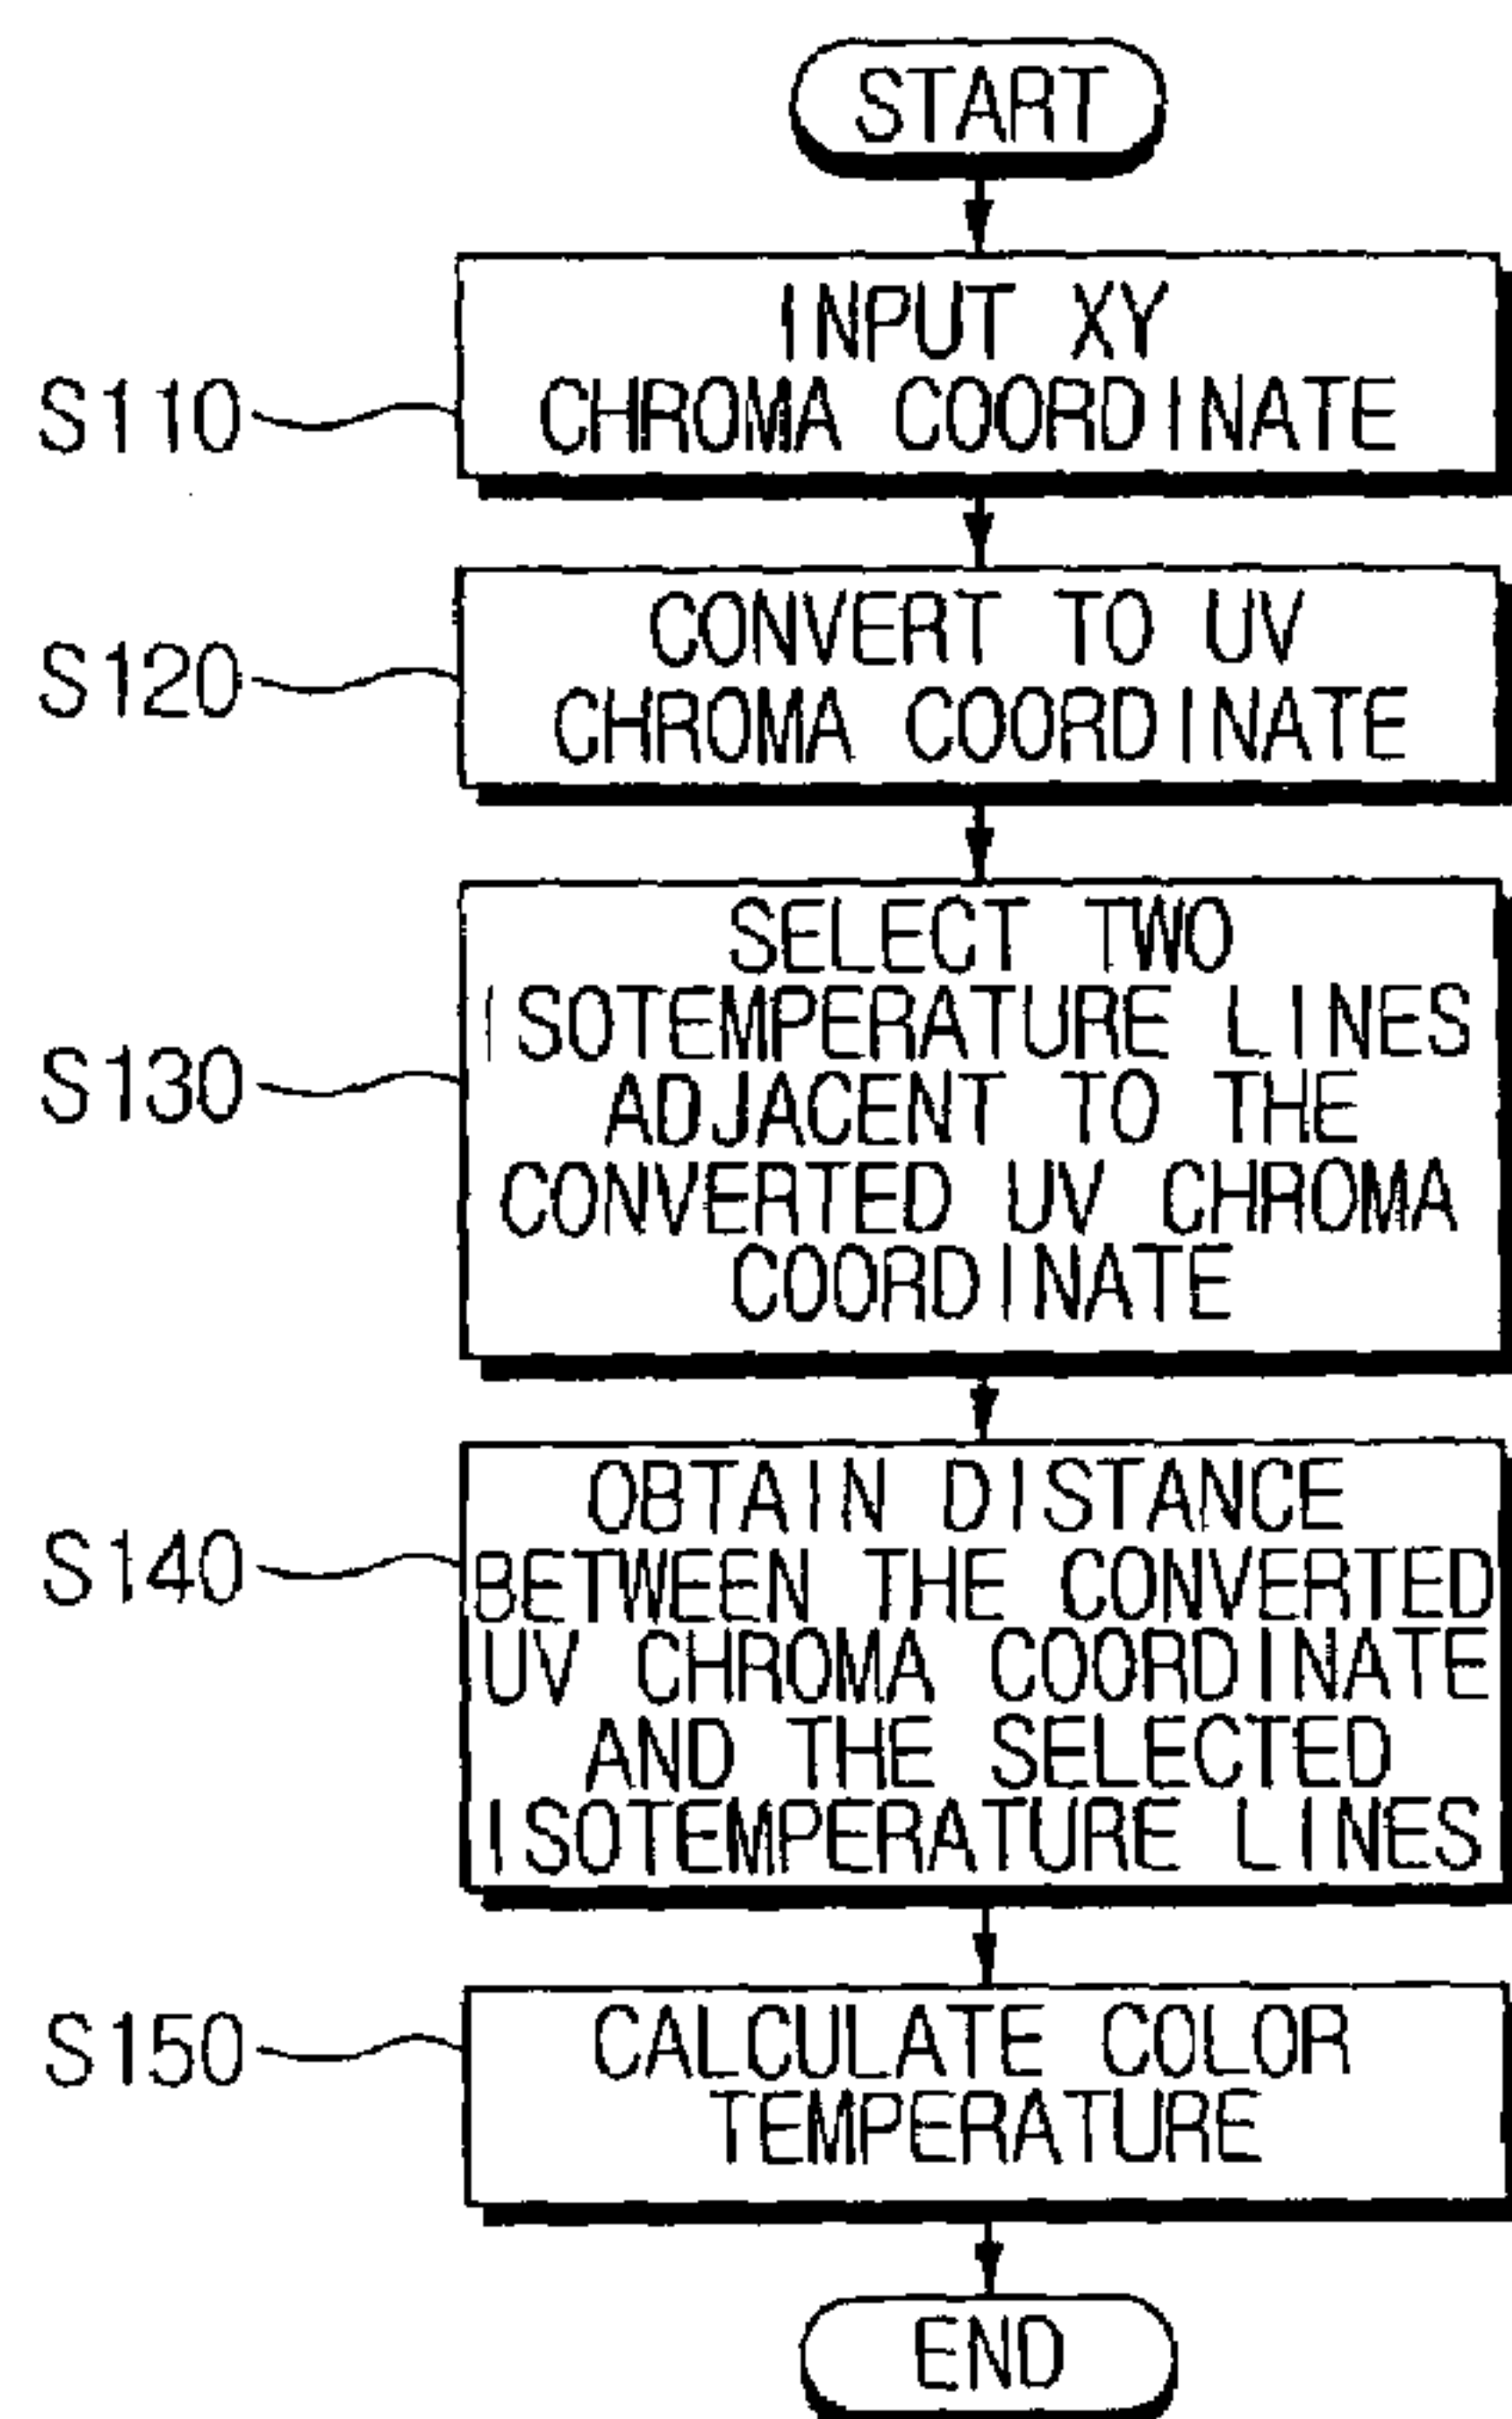 START
INPUT XY
CHROMA COORDINATE
S110
CONVERT TO UV
CHROMA COORDINATE
S120
SELECT TWO
ISOTEMPERATURE LINES
ADJACENT TO THE
CONVERTED UV CHROMA
COORDINATE
S130
OBTAIN DISTANCE
BETWEEN THE CONVERTED
UV CHROMA COORDINATE
AND THE SELECTED
ISOTEMPERATURE LINES
S140
CALCULATE COLOR
TEMPERATURE
S150
END